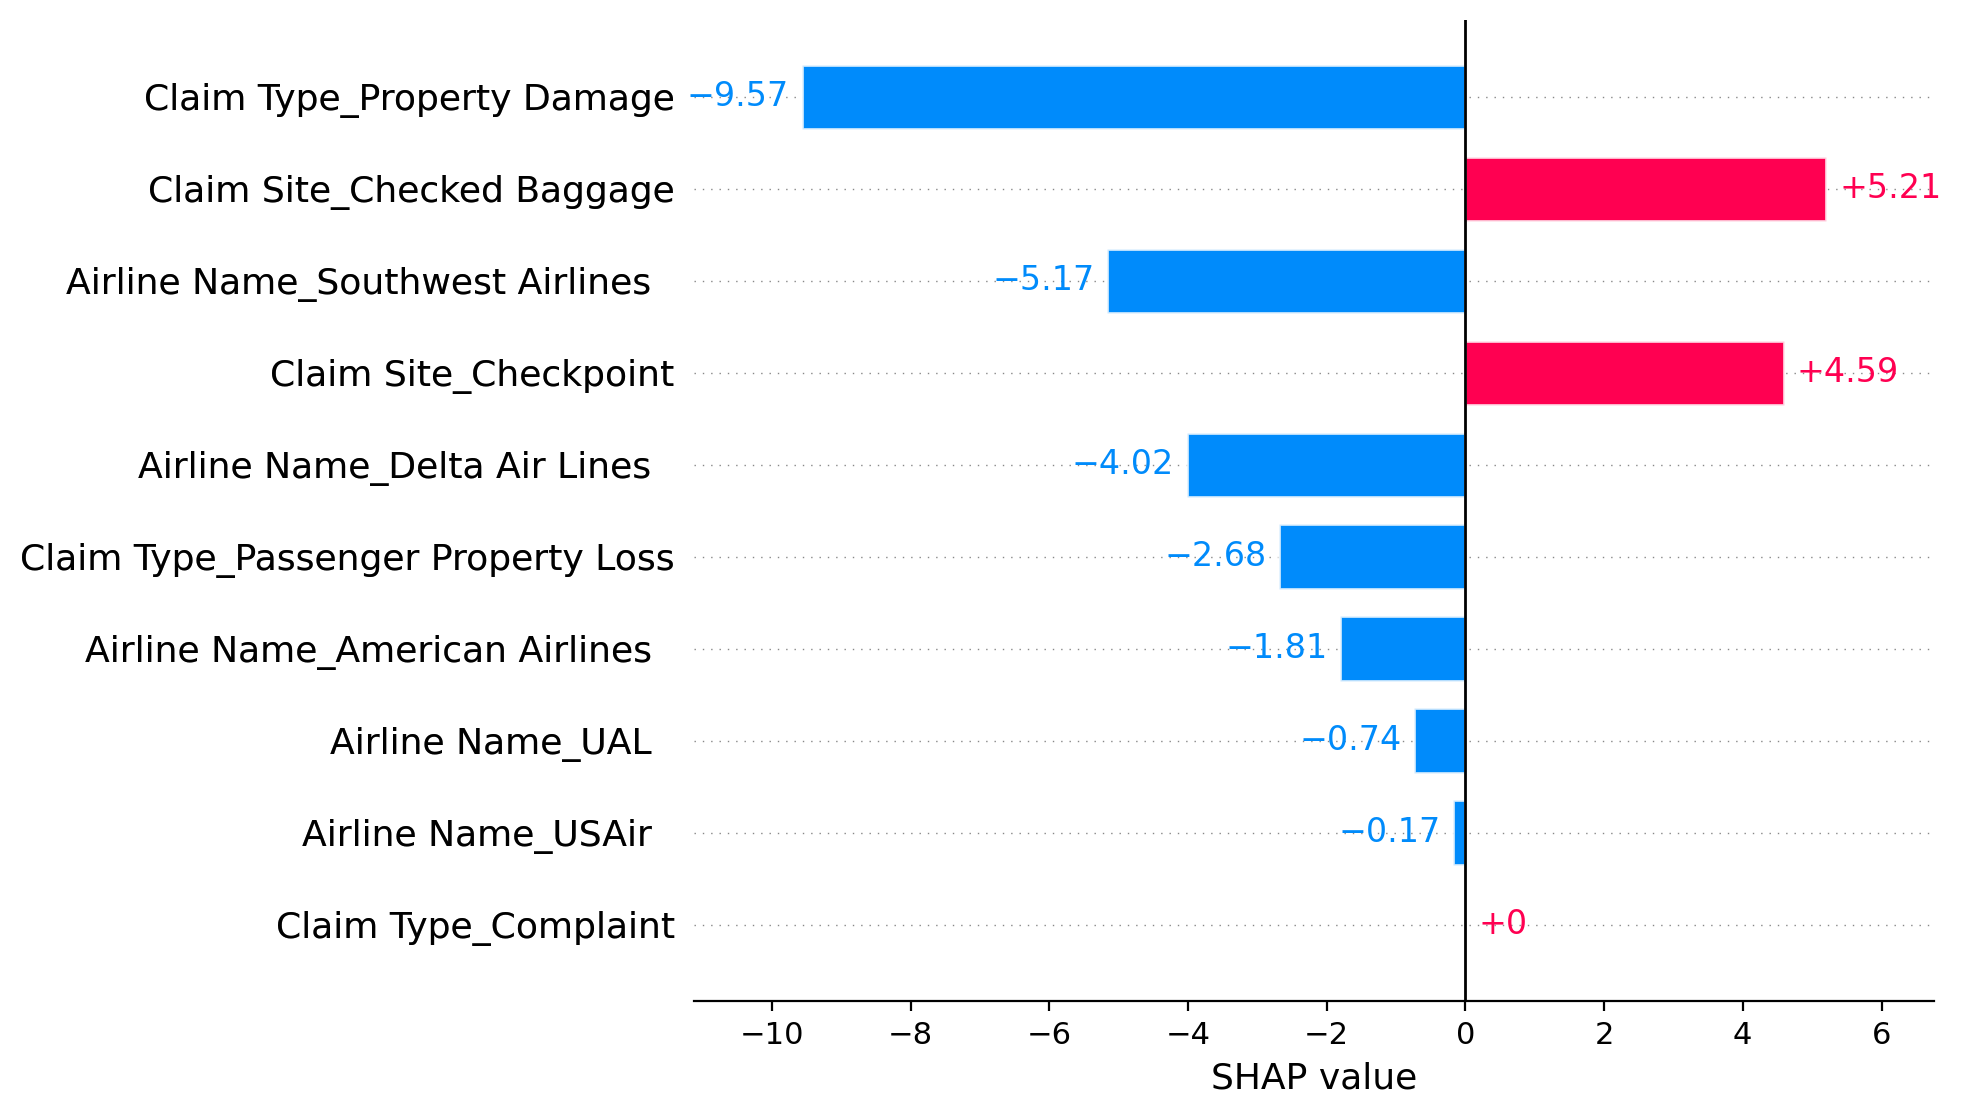 Claim Type_Property Damage −9.57
Claim Site_Checked Baggage +5.21
Airline Name_Southwest Airlines −5.17
Claim Site_Checkpoint +4.59
Airline Name_Delta Air Lines −4.02
Claim Type_Passenger Property Loss −2.68
Airline Name_American Airlines −1.81
Airline Name_UAL −0.74
Airline Name_USAir −0.17
Claim Type_Complaint +0
−10 −8 −6 −4 −2 0 2 4 6
SHAP value